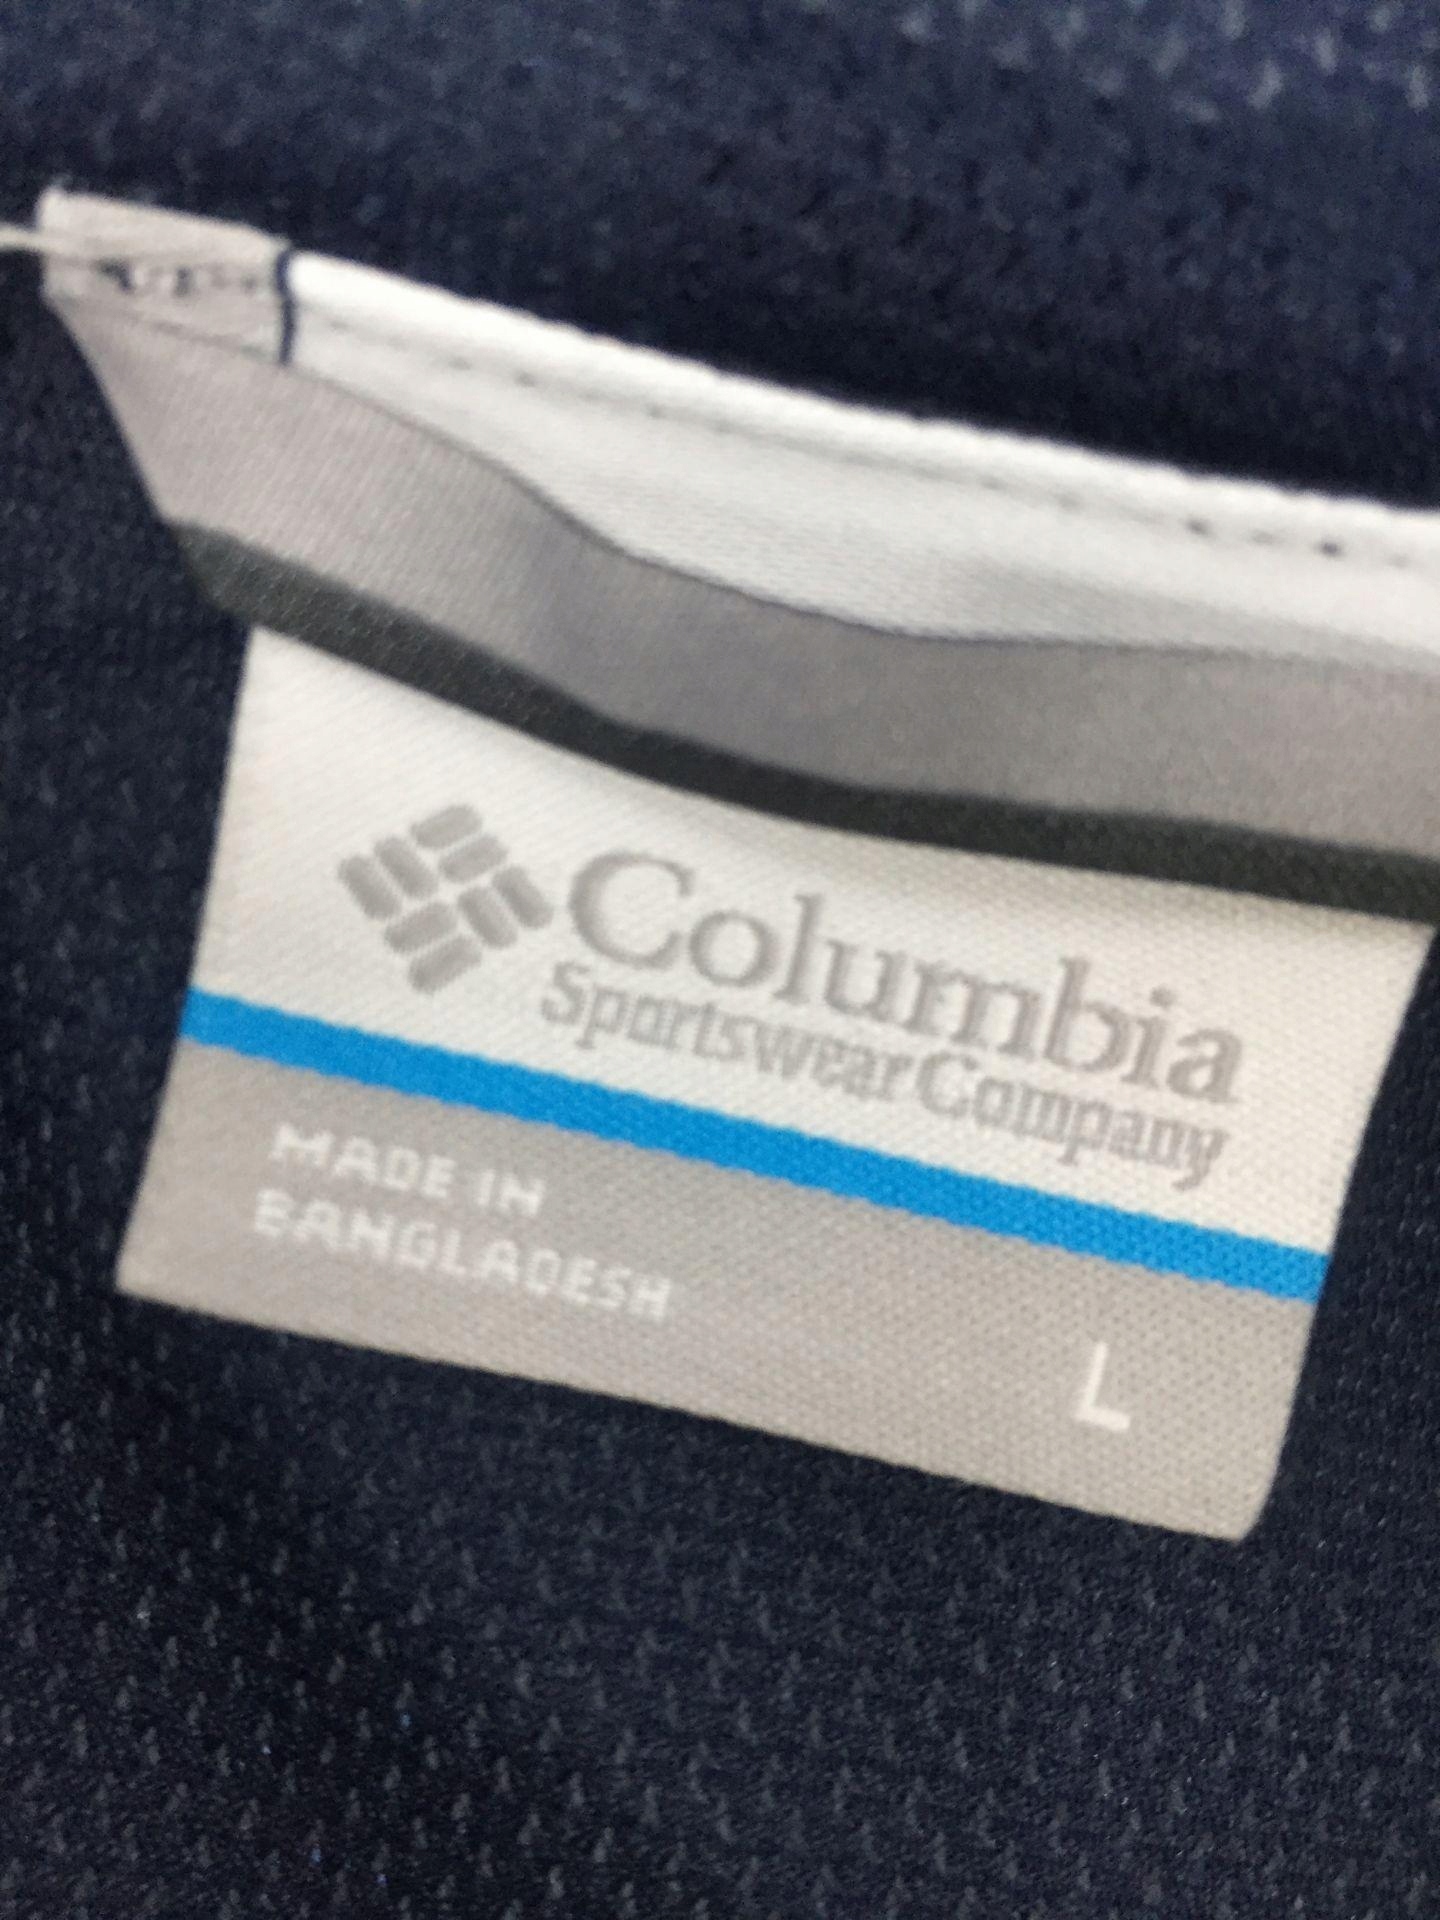 Columbia
Sportswear Company
MADE IN
BANGLADESH
L